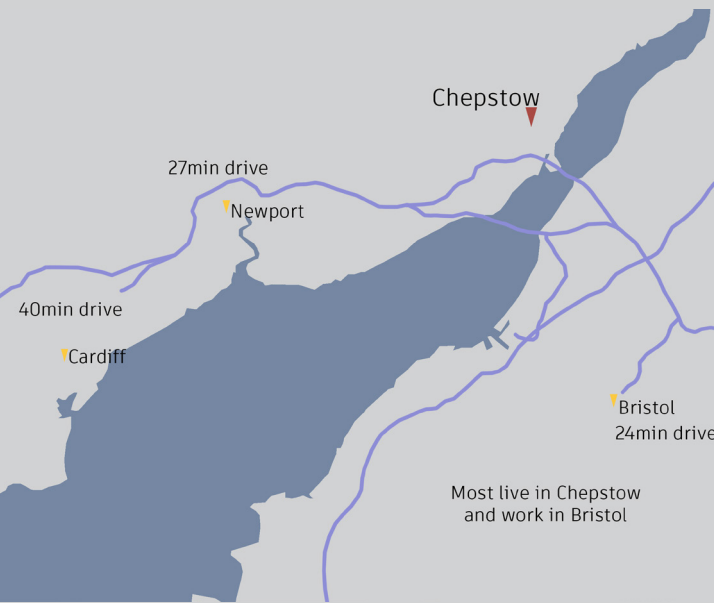 Chepstow
27min drive
Newport
40min drive
Cardiff
Bristol
24min drive
Most live in Chepstow
and work in Bristol